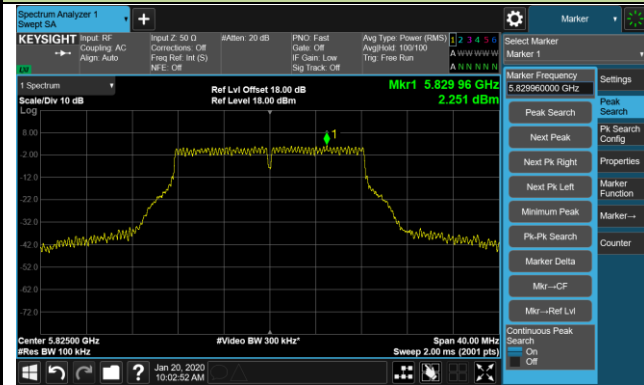 Spectrum Analyzer 1
Swept SA
Marker
KEYSIGHT
Input: RF
Coupling: AC
Align: Auto
Input Z: 50 Ω
Corrections: Off
Freq Ref: Int (S)
NFE: Off
#Atten: 20 dB
PNO: Fast
Gate: Off
IF Gain: Low
Sig Track: Off
Avg Type: Power (RMS)
Avg|Hold: 100/100
Trig: Free Run
1 2 3 4 5 6
A W W W W W
A N N N N N
Select Marker
Marker 1
LXI
1 Spectrum
Scale/Div 10 dB
Log
Ref Lvl Offset 18.00 dB
Ref Level 18.00 dBm
Mkr1 5.829 96 GHz
2.251 dBm
8.00
-2.00
-12.0
-22.0
-32.0
-42.0
-52.0
-62.0
-72.0
1
Center 5.82500 GHz
#Res BW 100 kHz
#Video BW 300 kHz*
Span 40.00 MHz
Sweep 2.00 ms (2001 pts)
Marker Frequency
5.829960000 GHz
Peak Search
Next Peak
Next Pk Right
Next Pk Left
Minimum Peak
Pk-Pk Search
Marker Delta
Mkr→CF
Mkr→Ref Lvl
Continuous Peak
Search
On
Off
Settings
Peak
Search
Pk Search
Config
Properties
Marker
Function
Marker→
Counter
Jan 20, 2020
10:02:52 AM